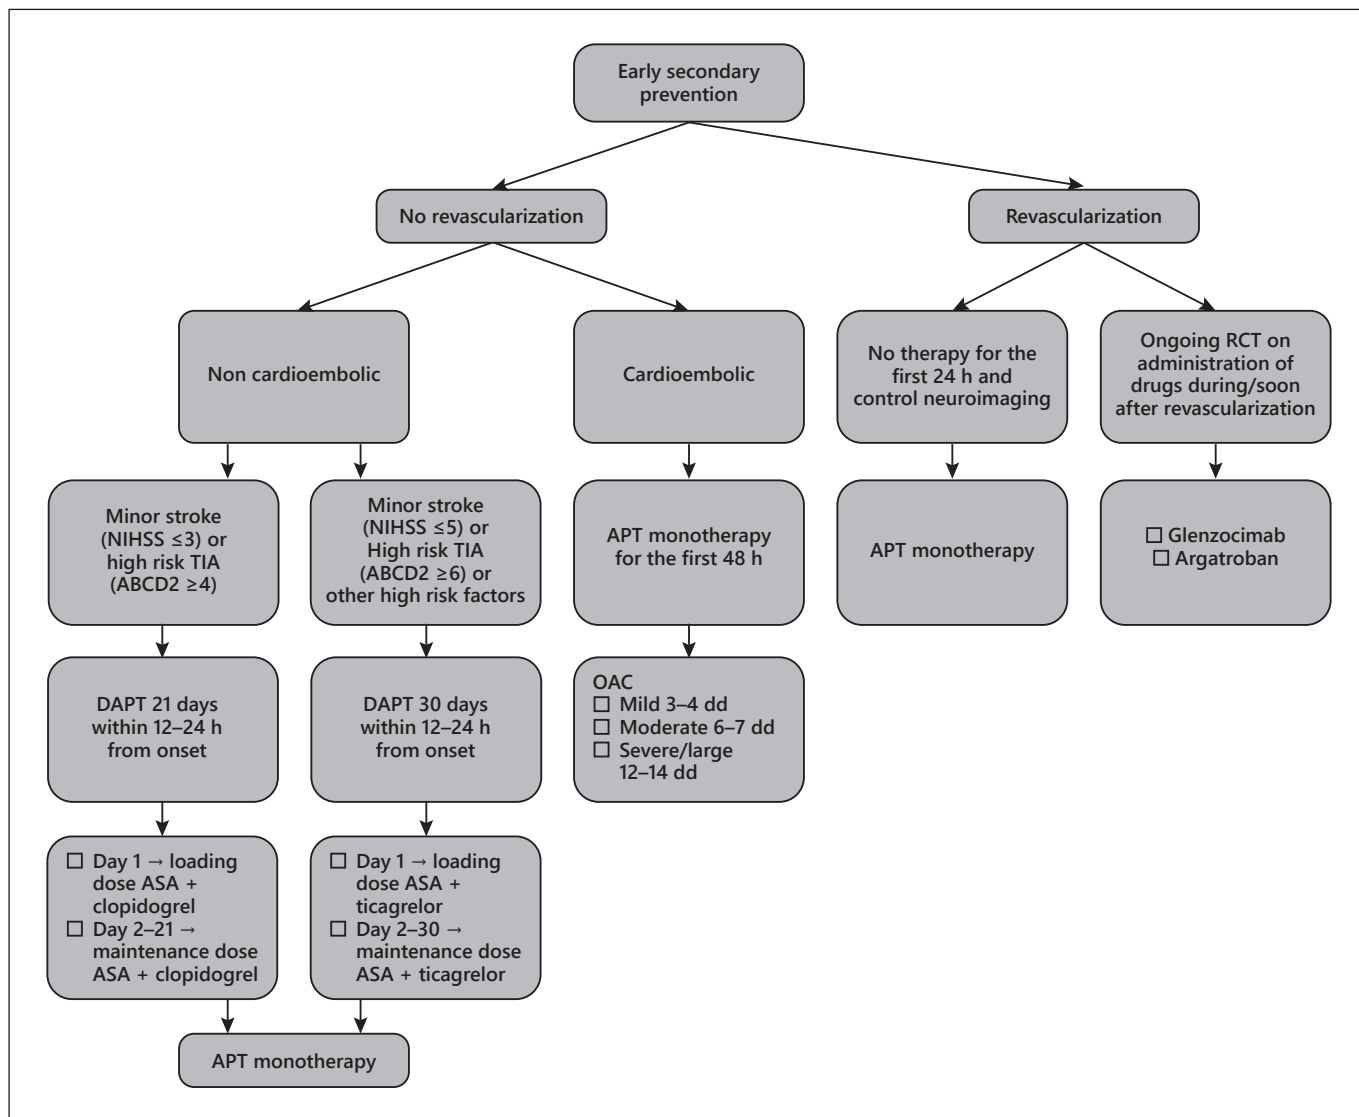 Early secondary
prevention
No revascularization
Revascularization
Non cardioembolic
Cardioembolic
No therapy for the
first 24 h and
control neuroimaging
Ongoing RCT on
administration of
drugs during/soon
after revascularization
Minor stroke
(NIHSS ≤3) or
high risk TIA
(ABCD2 ≥4)
Minor stroke
(NIHSS ≤5) or
High risk TIA
(ABCD2 ≥6) or
other high risk factors
APT monotherapy
for the first 48 h
APT monotherapy
□ Glenzocimab
□ Argatroban
DAPT 21 days
within 12–24 h
from onset
DAPT 30 days
within 12–24 h
from onset
OAC
□ Mild 3–4 dd
□ Moderate 6–7 dd
□ Severe/large
12–14 dd
□ Day 1 → loading
dose ASA +
clopidogrel
□ Day 2–21 →
maintenance dose
ASA + clopidogrel
□ Day 1 → loading
dose ASA +
ticagrelor
□ Day 2–30 →
maintenance dose
ASA + ticagrelor
APT monotherapy